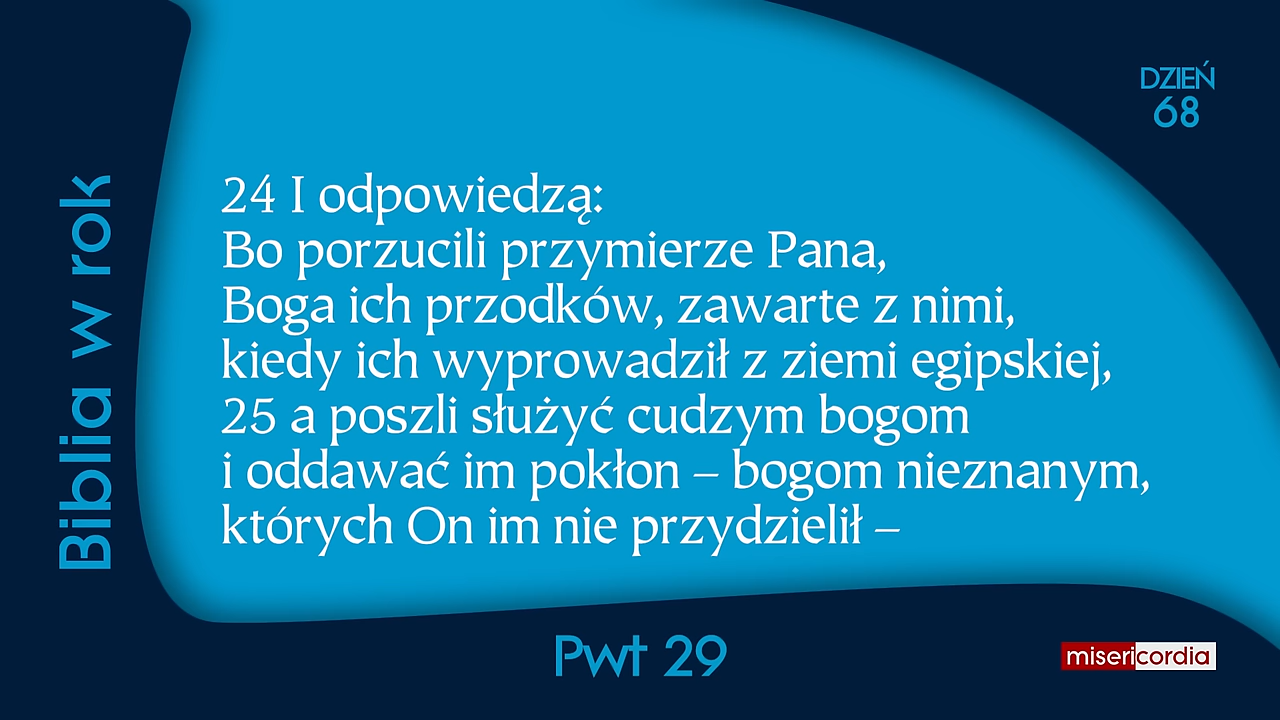 DZIEŃ
68
Biblia w rok
24 I odpowiedzą:
Bo porzucili przymierze Pana,
Boga ich przodków, zawarte z nimi,
kiedy ich wyprowadził z ziemi egipskiej,
25 a poszli służyć cudzym bogom
i oddawać im pokłon – bogom nieznanym,
których On im nie przydzielił –
Pwt 29
misericordia